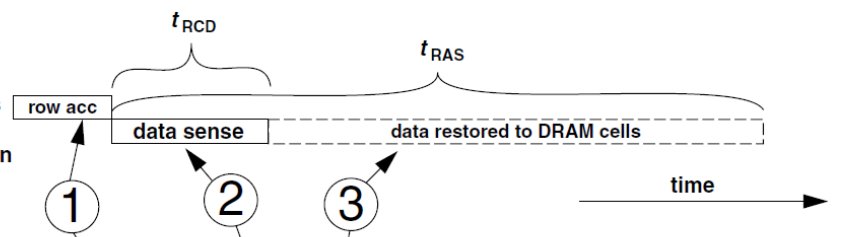 tRCD
tRAS
row acc
data sense
data restored to DRAM cells
n
time
1
2
3